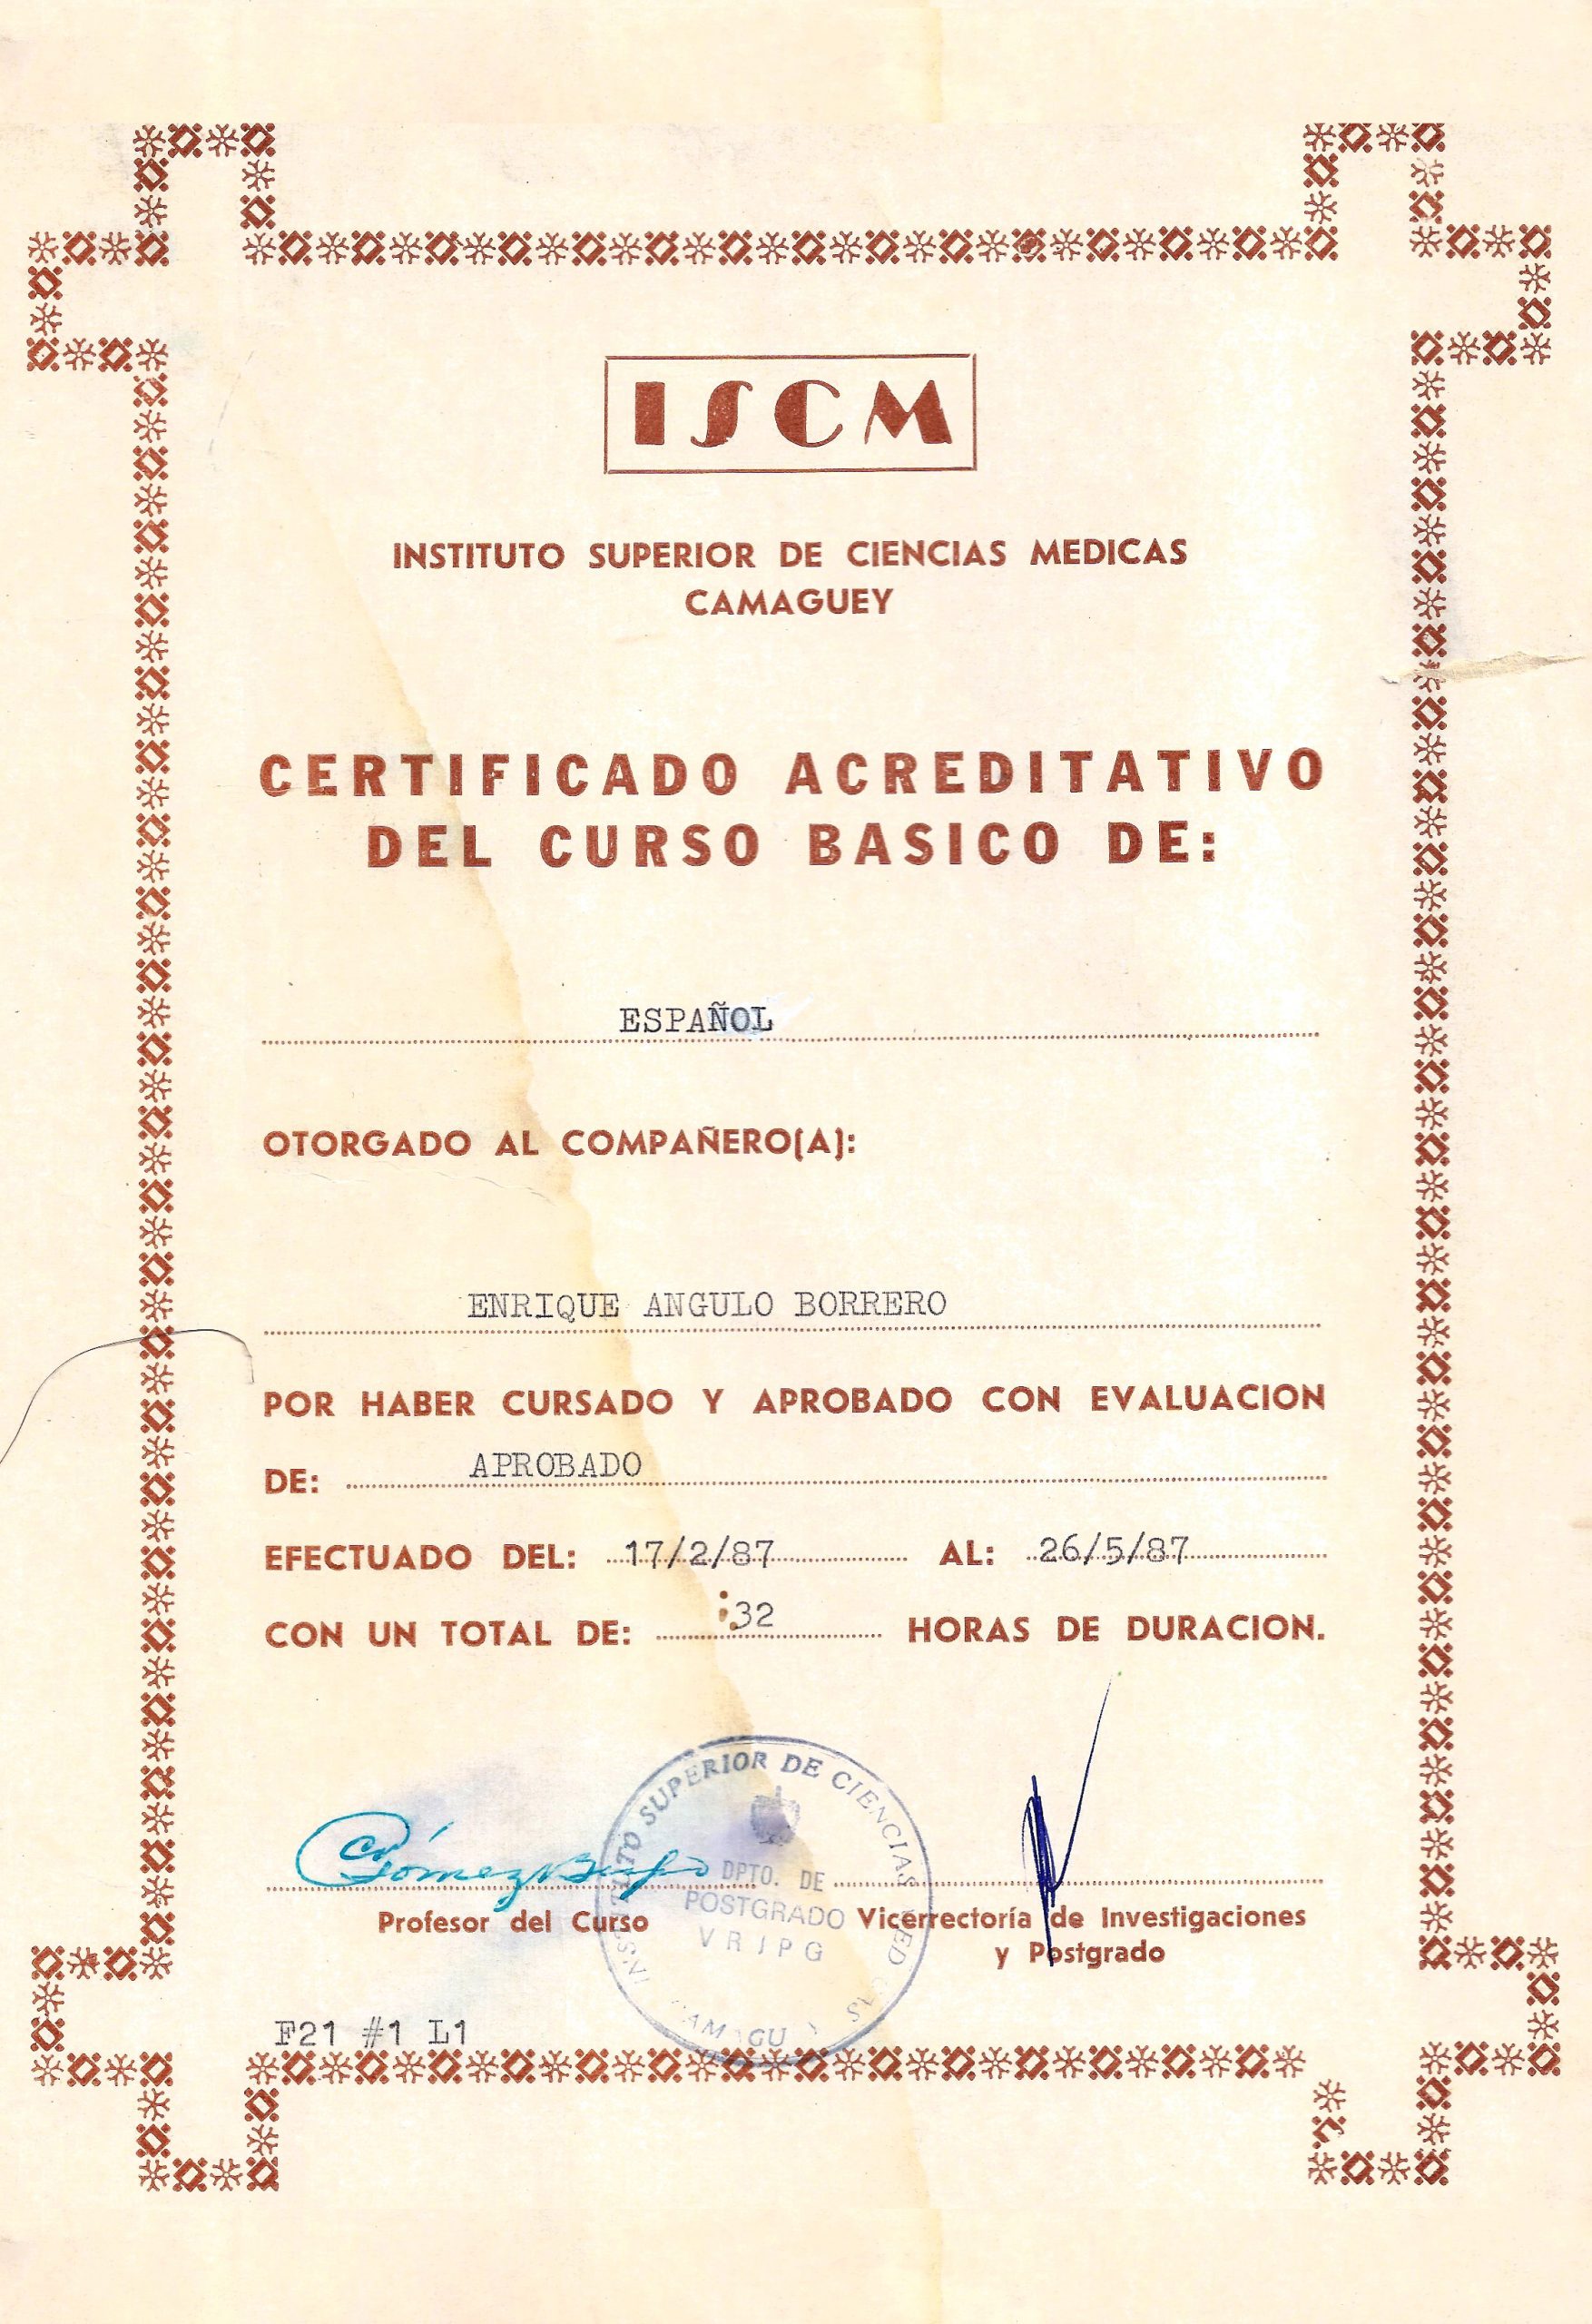 ISCM
INSTITUTO SUPERIOR DE CIENCIAS MEDICAS
CAMAGUEY
CERTIFICADO ACREDITATIVO
DEL CURSO BASICO DE:
ESPAÑOL
OTORGADO AL COMPAÑERO(A):
ENRIQUE ANGULO BORRERO
POR HABER CURSADO Y APROBADO CON EVALUACION
DE: APROBADO
EFECTUADO DEL: 17/2/87 AL: 26/5/87
CON UN TOTAL DE: 32 HORAS DE DURACION.
INSTITUTO SUPERIOR DE CIENCIAS
DPTO. DE
POSTGRADO
VRIPG
Gómez
Profesor del Curso
Vicerrectoría de Investigaciones
y Postgrado
F21 #1 L1